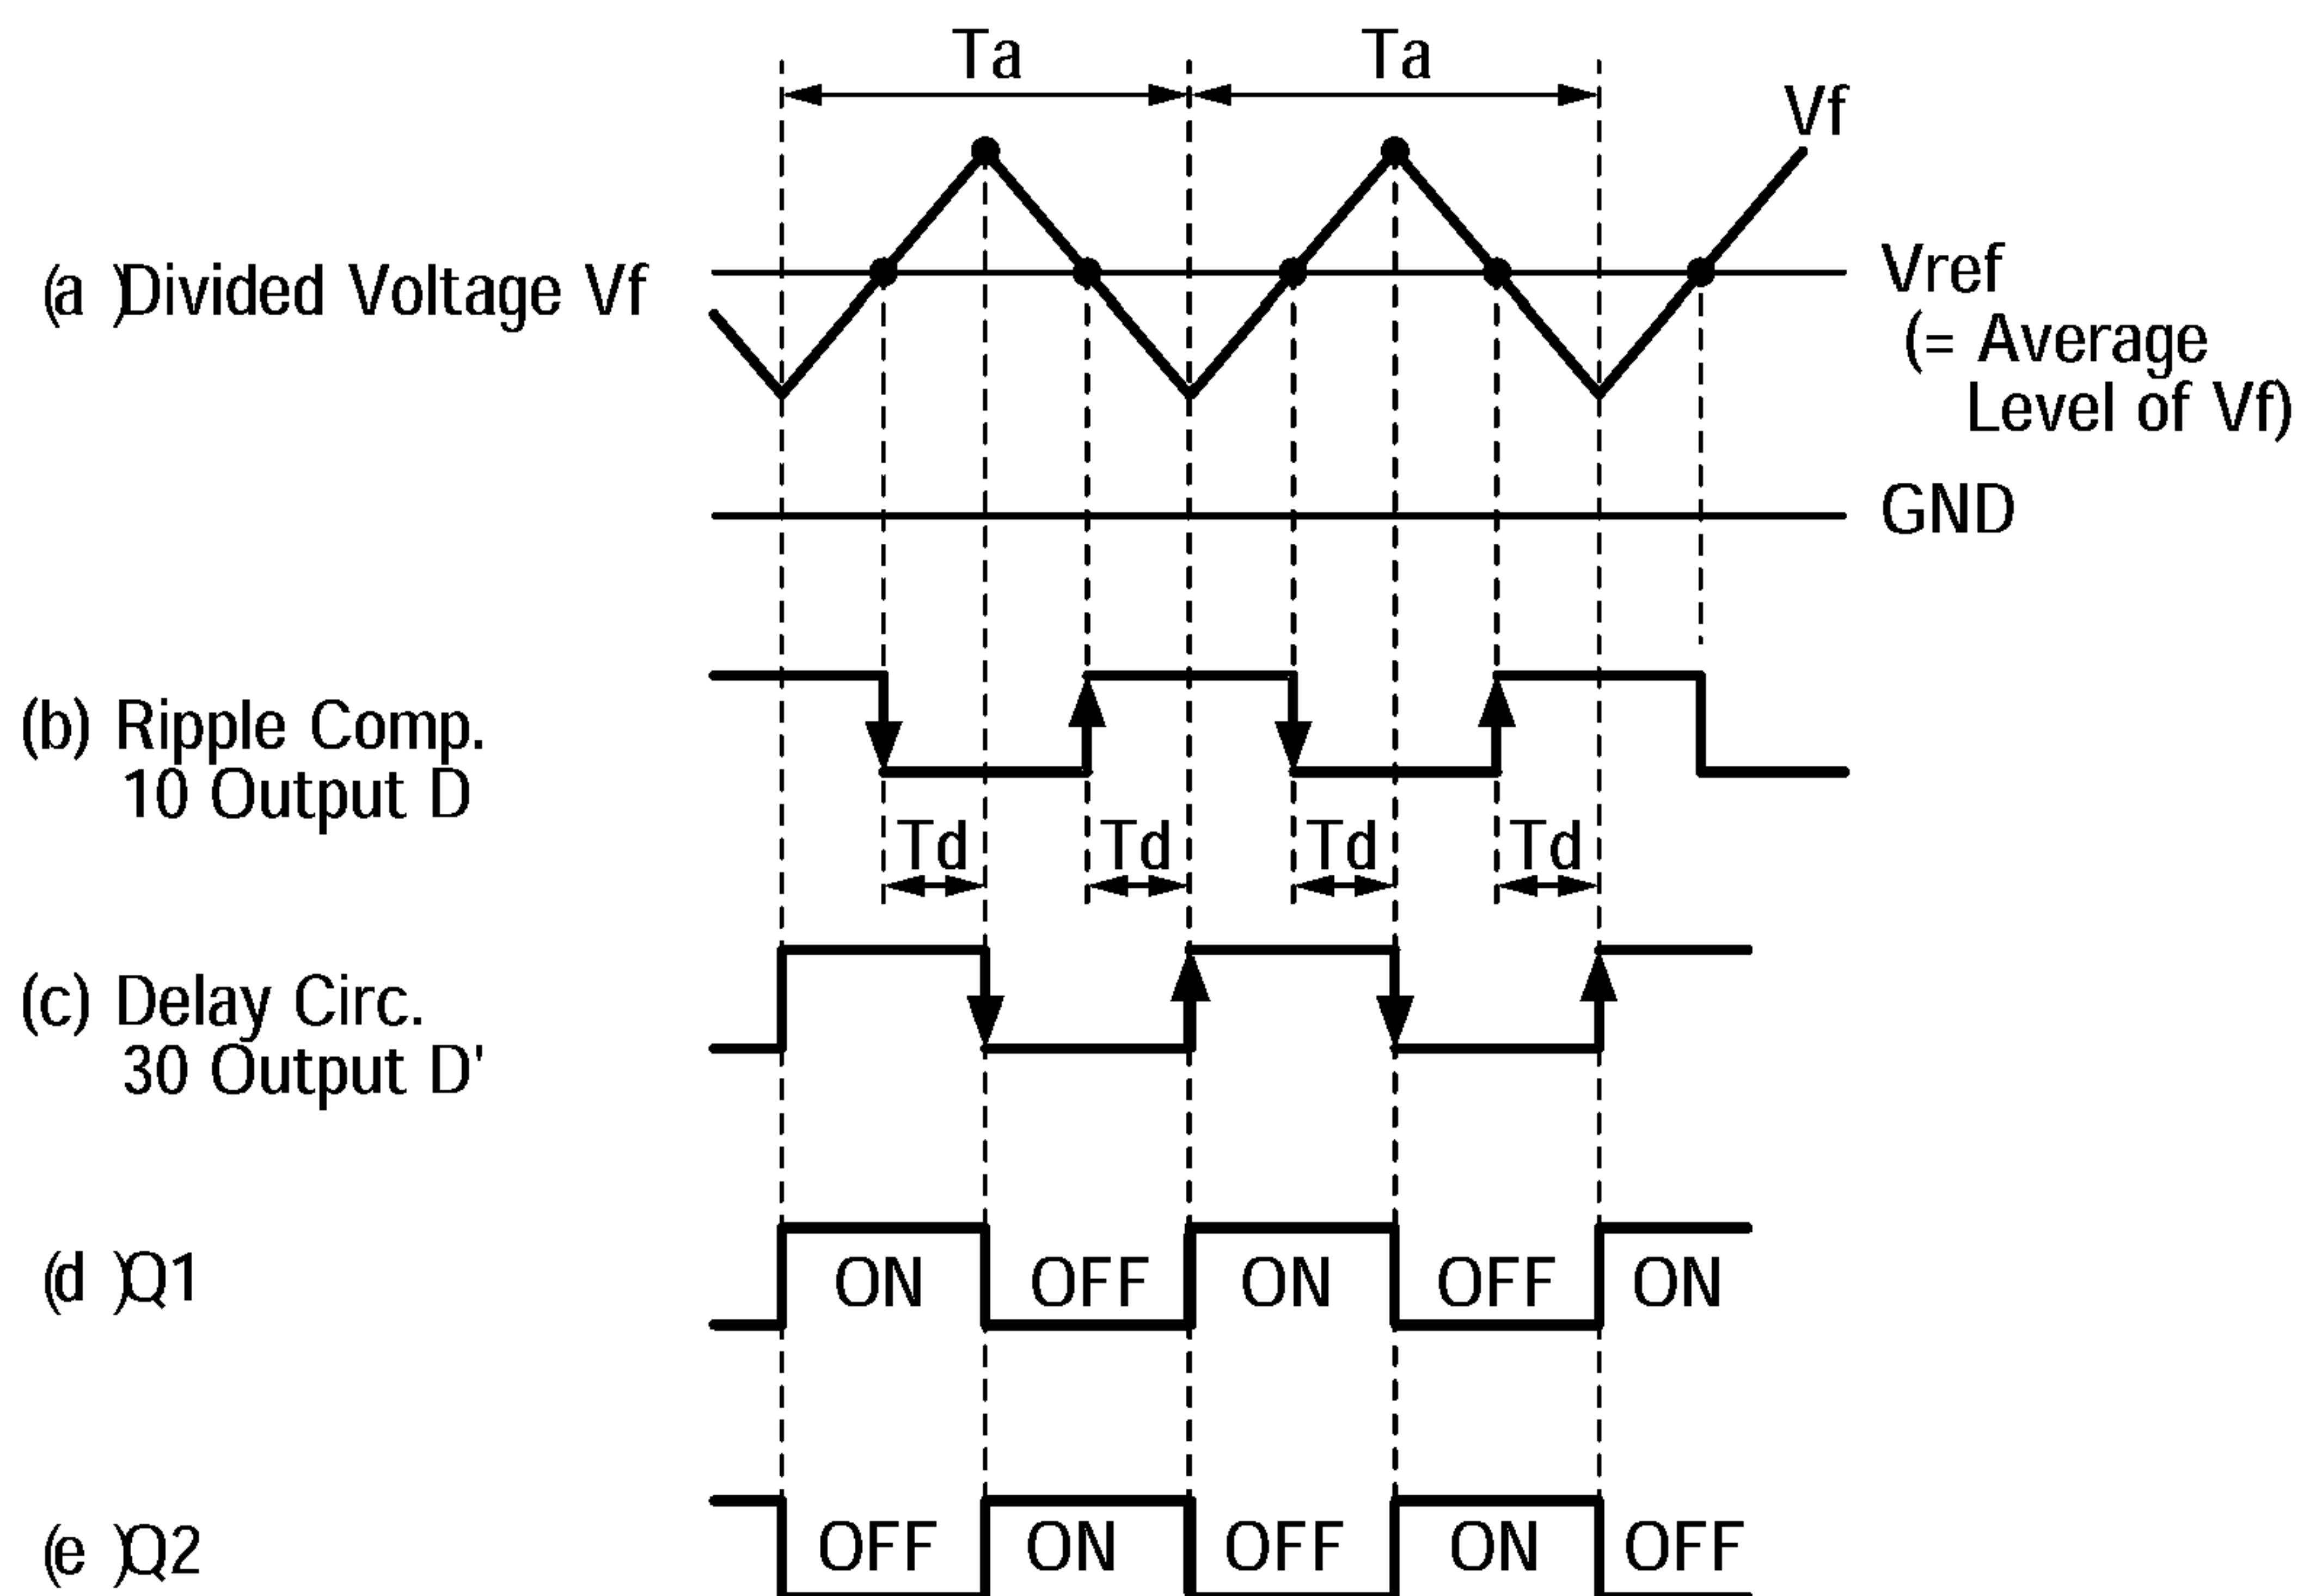 Ta Ta
Vf
(a )Divided Voltage Vf
Vref
(= Average
Level of Vf)
GND
(b) Ripple Comp.
10 Output D
Td Td Td Td
(c) Delay Circ.
30 Output D'
(d )Q1
ON OFF ON OFF ON
(e )Q2
OFF ON OFF ON OFF